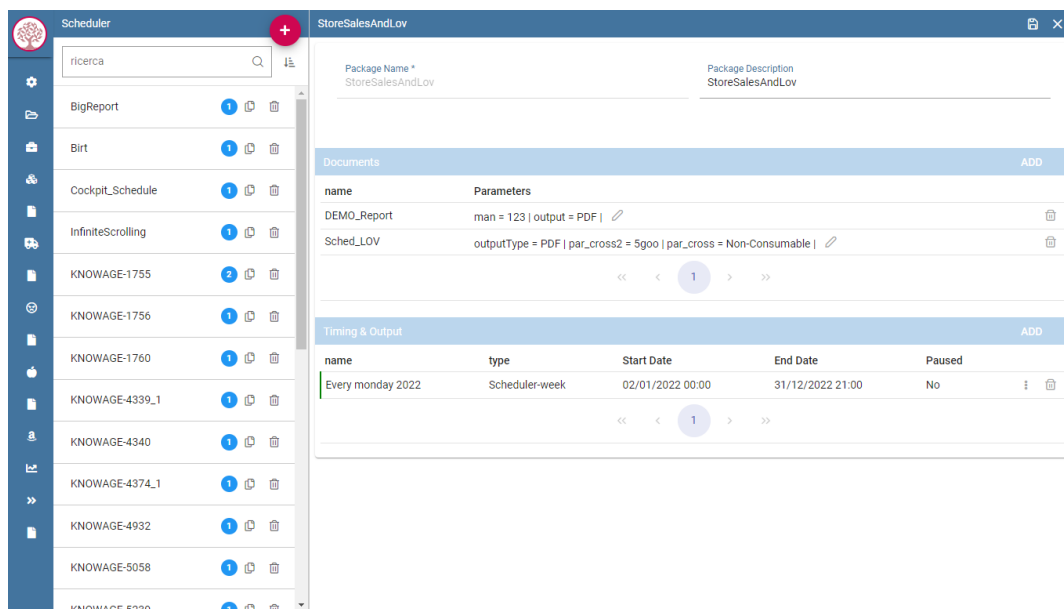 Scheduler
+
StoreSalesAndLov
ricerca
BigReport 1
Birt 1
Cockpit_Schedule 1
InfiniteScrolling 1
KNOWAGE-1755 2
KNOWAGE-1756 1
KNOWAGE-1760 1
KNOWAGE-4339_1 1
KNOWAGE-4340 1
KNOWAGE-4374_1 1
KNOWAGE-4932 1
KNOWAGE-5058 1
Package Name *
StoreSalesAndLov
Package Description
StoreSalesAndLov
Documents ADD
name Parameters
DEMO_Report man = 123 | output = PDF |
Sched_LOV outputType = PDF | par_cross2 = 5goo | par_cross = Non-Consumable |
<< < 1 > >>
Timing & Output ADD
name type Start Date End Date Paused
Every monday 2022 Scheduler-week 02/01/2022 00:00 31/12/2022 21:00 No
<< < 1 > >>